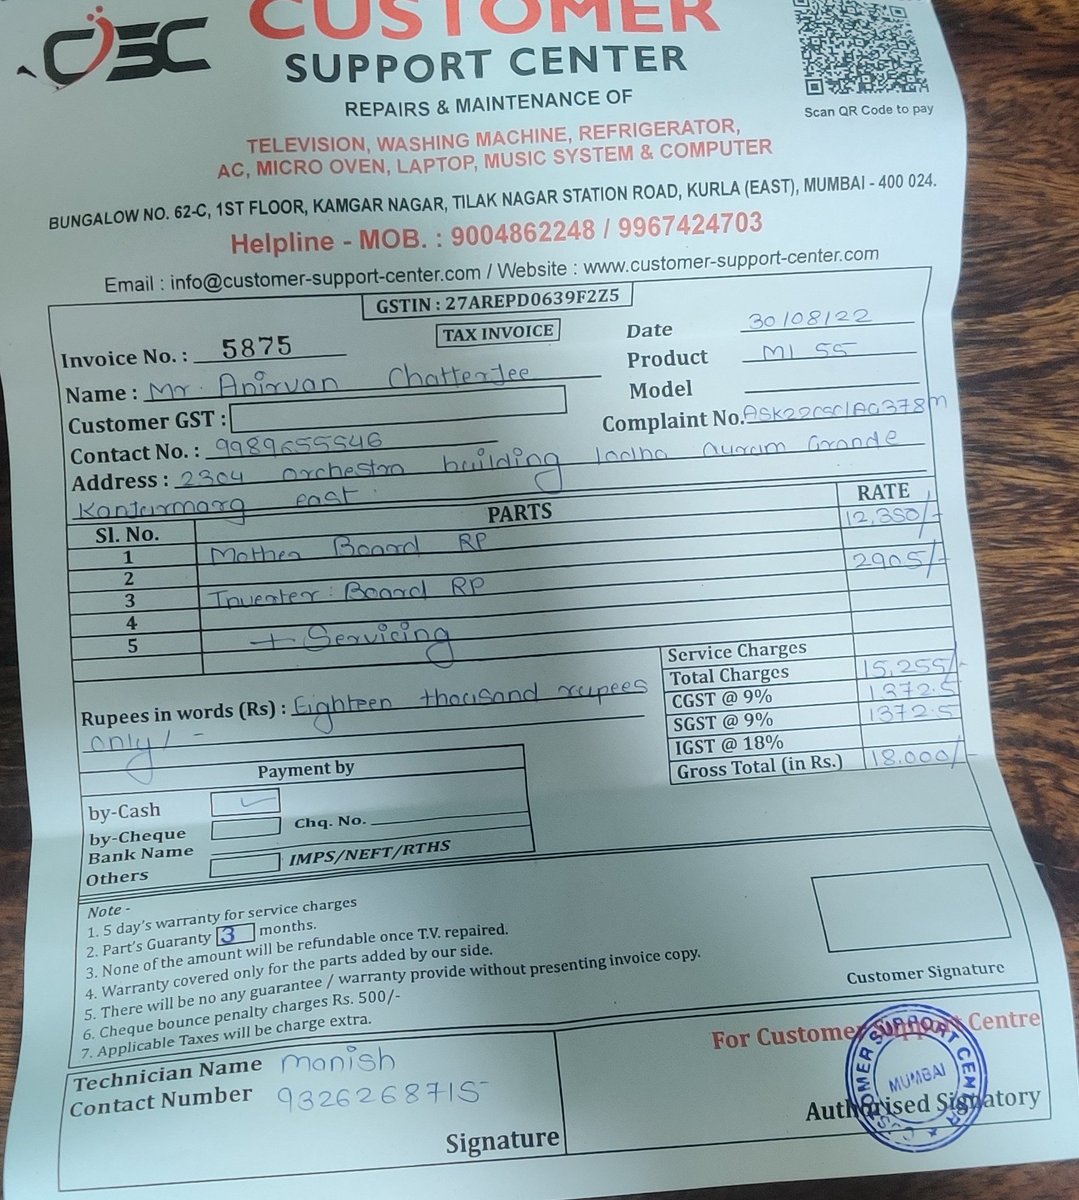 CSC
CUSTOMER
SUPPORT CENTER
REPAIRS & MAINTENANCE OF
TELEVISION, WASHING MACHINE, REFRIGERATOR,
AC, MICRO OVEN, LAPTOP, MUSIC SYSTEM & COMPUTER
Scan QR Code to pay
BUNGALOW NO. 62-C, 1ST FLOOR, KAMGAR NAGAR, TILAK NAGAR STATION ROAD, KURLA (EAST), MUMBAI - 400 024.
Helpline - MOB. : 9004862248 / 9967424703
Email : info@customer-support-center.com / Website : www.customer-support-center.com
GSTIN : 27AREPD0639F2Z5
TAX INVOICE
Date 30/08/22
Invoice No. : 5875
Product MI 55
Name : Mr. Anirvan Chatterjee
Model
Customer GST :
Complaint No.
Contact No. : 9989655546
Address : 2304 orchestra building lodha Auram Grande
Kanjurmarg east.
Sl. No. PARTS RATE
1 Mother Board RP 12,350/-
2
3 Inverter Board RP 2905/-
4
5 + Servicing
Service Charges
Total Charges 15,255/-
Rupees in words (Rs) : Eighteen thousand rupees
only/-
CGST @ 9% 1372.5
SGST @ 9% 1372.5
IGST @ 18%
Gross Total (in Rs.) 18.000/-
Payment by
by-Cash ✓
by-Cheque Chq. No.
Bank Name
Others IMPS/NEFT/RTHS
Note -
1. 5 day's warranty for service charges
2. Part's Guaranty 3 months.
3. None of the amount will be refundable once T.V. repaired.
4. Warranty covered only for the parts added by our side.
5. There will be no any guarantee / warranty provide without presenting invoice copy.
6. Cheque bounce penalty charges Rs. 500/-
7. Applicable Taxes will be charge extra.
Customer Signature
Technician Name Manish
Contact Number 9326268715
Signature
For Customer Support Centre
CUSTOMER SUPPORT CENTER
MUMBAI
Authorised Signatory